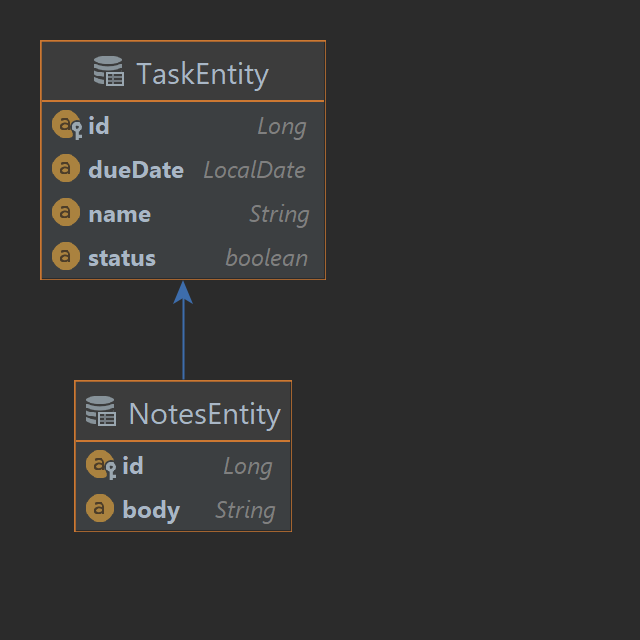 TaskEntity
a id Long
a dueDate LocalDate
a name String
a status boolean
NotesEntity
a id Long
a body String